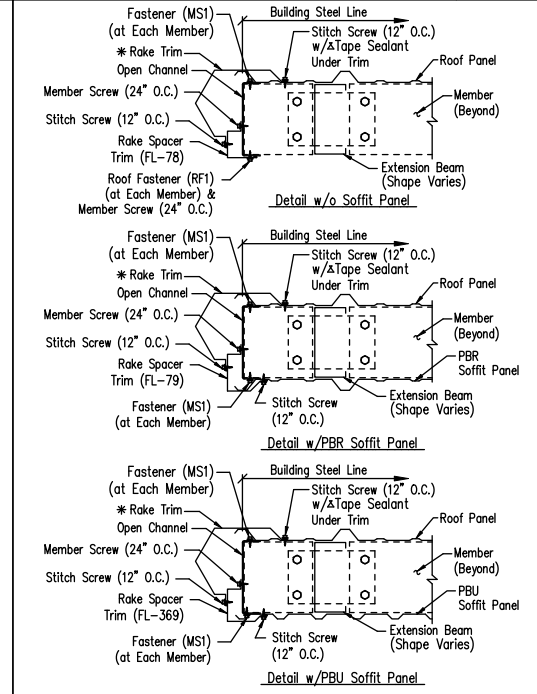 Fastener (MS1)
(at Each Member)
Building Steel Line
✱ Rake Trim
Open Channel
Member Screw (24" O.C.)
Stitch Screw (12" O.C.)
Rake Spacer
Trim (FL-78)
Roof Fastener (RF1)
(at Each Member) &
Member Screw (24" O.C.)
Stitch Screw (12" O.C.)
w/ Tape Sealant
Under Trim
Roof Panel
Member
(Beyond)
Extension Beam
(Shape Varies)
Detail w/o Soffit Panel
Fastener (MS1)
(at Each Member)
Building Steel Line
✱ Rake Trim
Open Channel
Member Screw (24" O.C.)
Stitch Screw (12" O.C.)
Rake Spacer
Trim (FL-79)
Fastener (MS1)
(at Each Member)
Stitch Screw (12" O.C.)
w/ Tape Sealant
Under Trim
Roof Panel
Member
(Beyond)
PBR
Soffit Panel
Extension Beam
(Shape Varies)
Stitch Screw
(12" O.C.)
Detail w/PBR Soffit Panel
Fastener (MS1)
(at Each Member)
Building Steel Line
✱ Rake Trim
Open Channel
Member Screw (24" O.C.)
Stitch Screw (12" O.C.)
Rake Spacer
Trim (FL-369)
Fastener (MS1)
(at Each Member)
Stitch Screw (12" O.C.)
w/ Tape Sealant
Under Trim
Roof Panel
Member
(Beyond)
PBU
Soffit Panel
Extension Beam
(Shape Varies)
Stitch Screw
(12" O.C.)
Detail w/PBU Soffit Panel